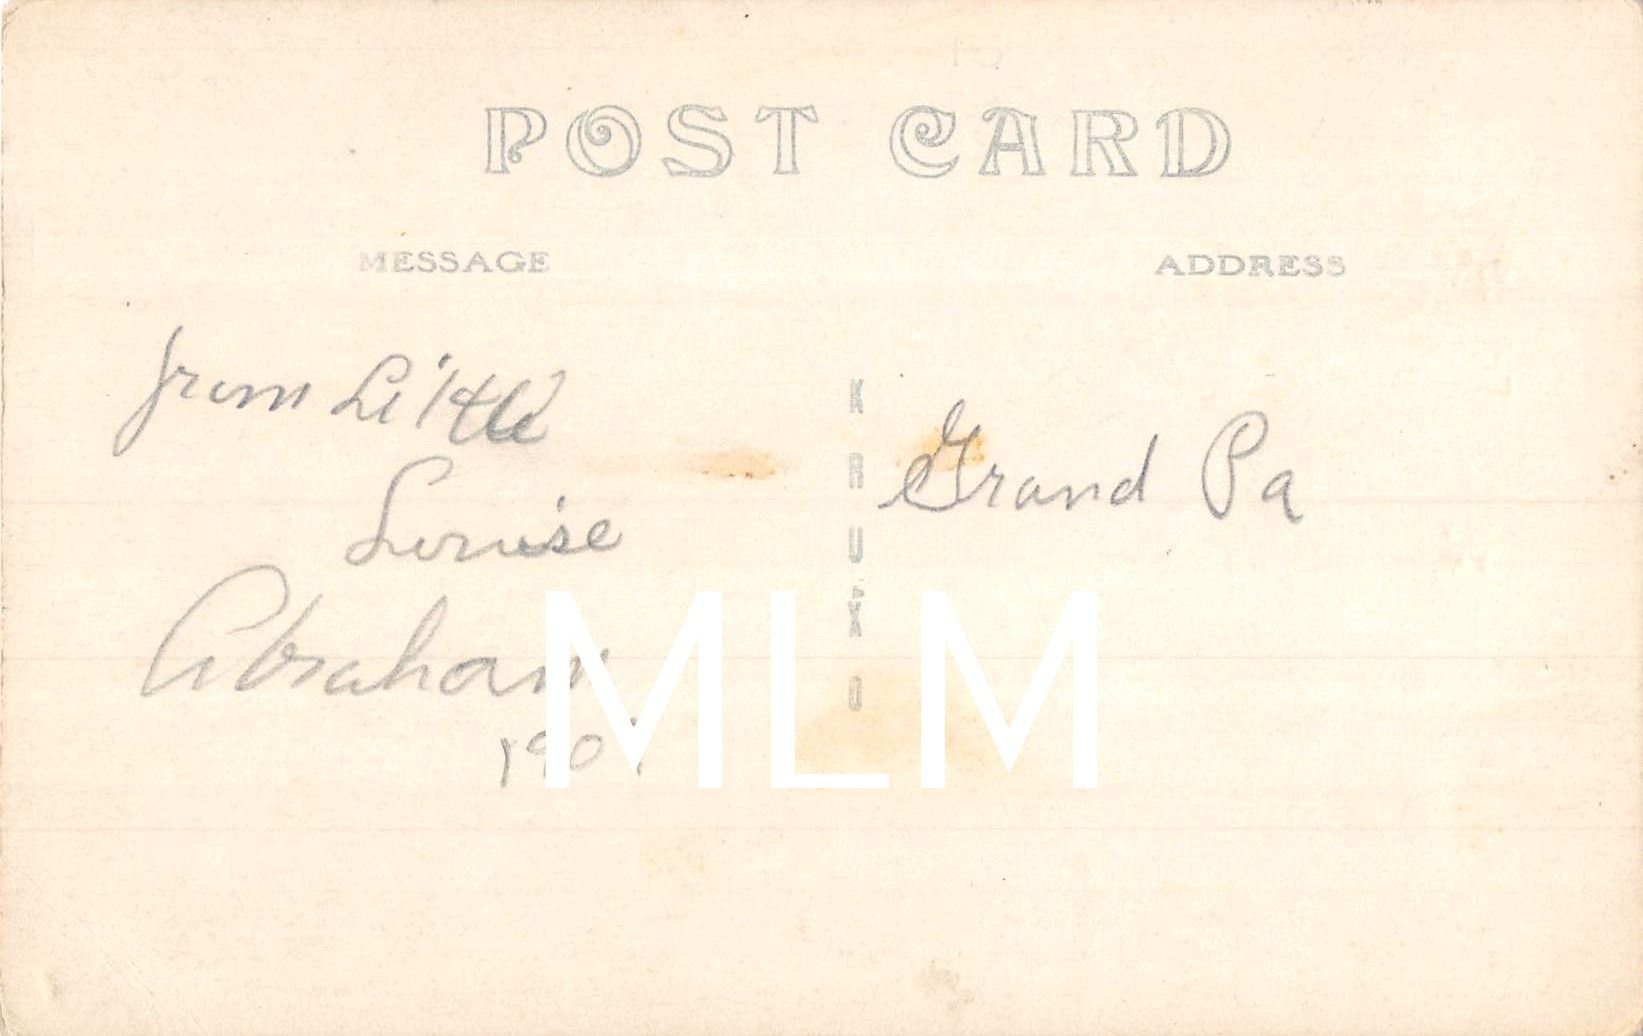 POST CARD
MESSAGE
ADDRESS
from Little
Louise
Abraham
Grand Pa
KRUXO
MLM